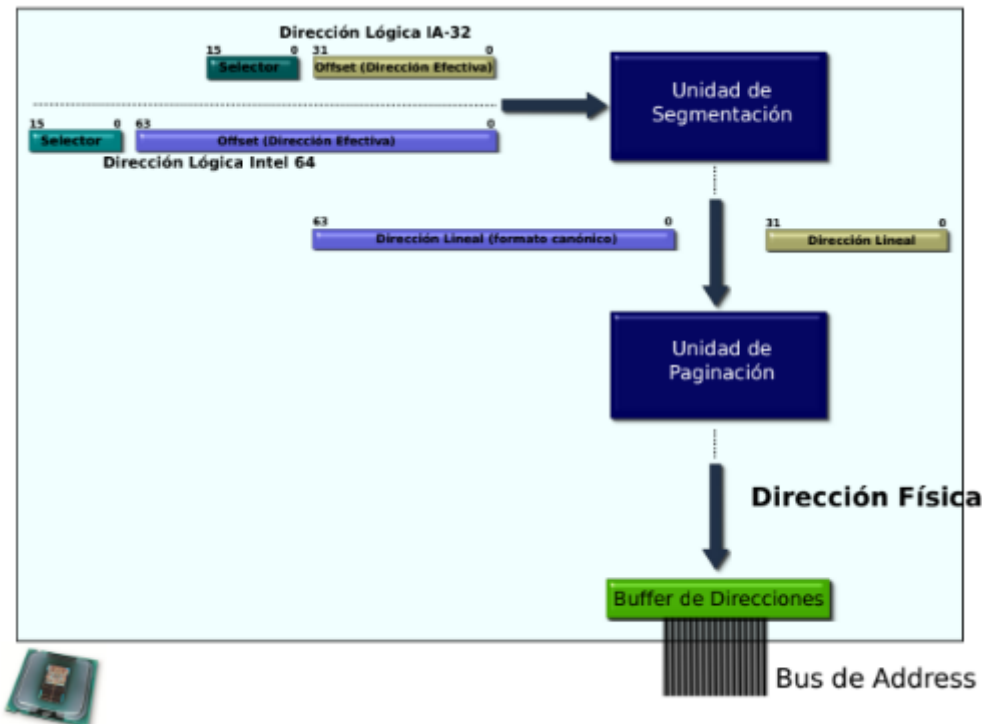 Dirección Lógica IA-32
15 0 31 0
Selector Offset (Dirección Efectiva)
Unidad de
Segmentación
15 0 63 0
Selector Offset (Dirección Efectiva)
Dirección Lógica Intel 64
63 0 31 0
Dirección Lineal (formato canónico) Dirección Lineal
Unidad de
Paginación
Dirección Física
Buffer de Direcciones
Bus de Address